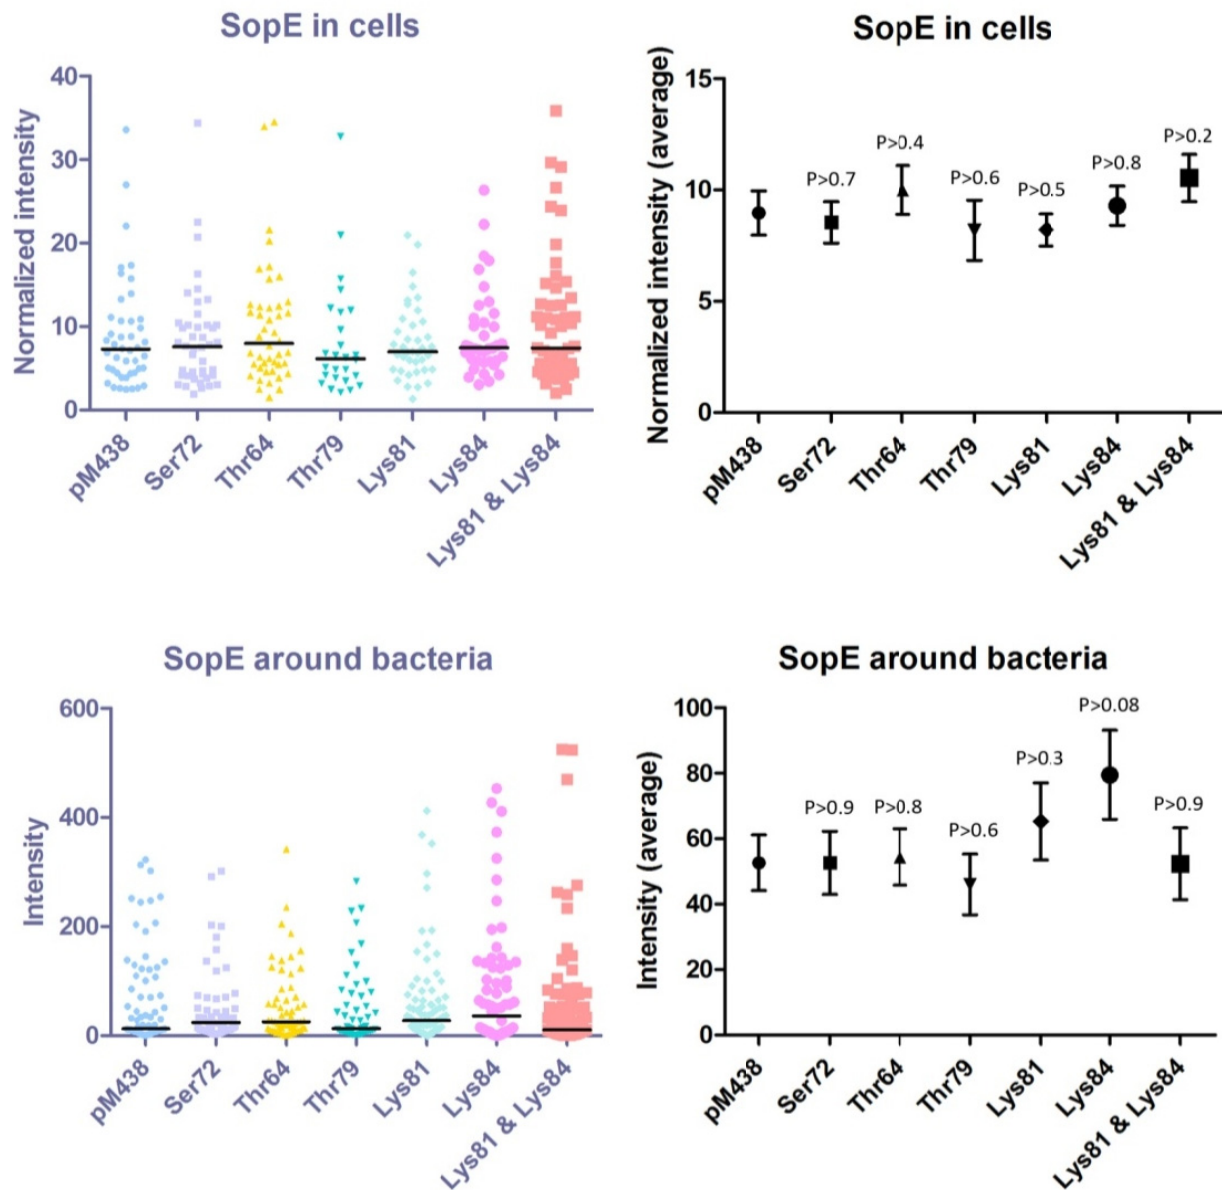 SopE in cells
Normalized intensity
40
30
20
10
0
pM438
Ser72
Thr64
Thr79
Lys81
Lys84
Lys81 & Lys84
SopE in cells
Normalized intensity (average)
15
10
5
0
P>0.7
P>0.4
P>0.6
P>0.5
P>0.8
P>0.2
pM438
Ser72
Thr64
Thr79
Lys81
Lys84
Lys81 & Lys84
SopE around bacteria
Intensity
600
400
200
0
pM438
Ser72
Thr64
Thr79
Lys81
Lys84
Lys81 & Lys84
SopE around bacteria
Intensity (average)
100
80
60
40
20
0
P>0.9
P>0.8
P>0.6
P>0.3
P>0.08
P>0.9
pM438
Ser72
Thr64
Thr79
Lys81
Lys84
Lys81 & Lys84